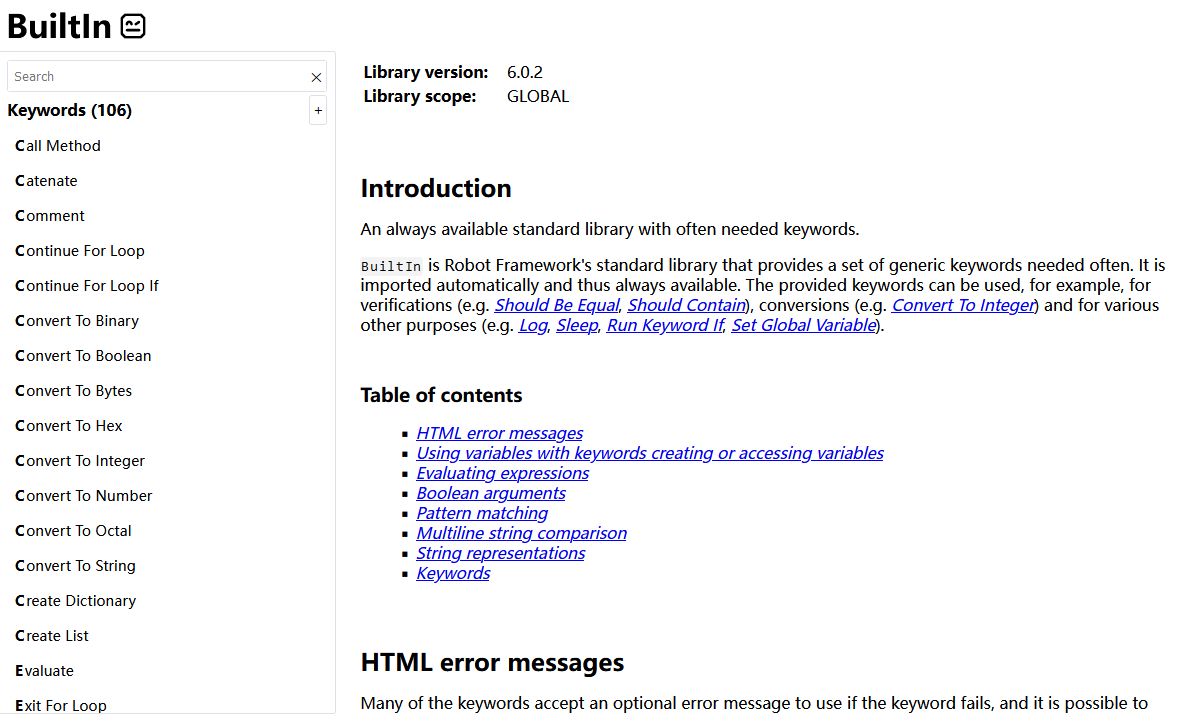 BuiltIn
Search
Keywords (106)
+
Call Method
Catenate
Comment
Continue For Loop
Continue For Loop If
Convert To Binary
Convert To Boolean
Convert To Bytes
Convert To Hex
Convert To Integer
Convert To Number
Convert To Octal
Convert To String
Create Dictionary
Create List
Evaluate
Exit For Loop
Library version: 6.0.2
Library scope: GLOBAL
Introduction
An always available standard library with often needed keywords.
BuiltIn is Robot Framework's standard library that provides a set of generic keywords needed often. It is
imported automatically and thus always available. The provided keywords can be used, for example, for
verifications (e.g. Should Be Equal, Should Contain), conversions (e.g. Convert To Integer) and for various
other purposes (e.g. Log, Sleep, Run Keyword If, Set Global Variable).
Table of contents
HTML error messages
Using variables with keywords creating or accessing variables
Evaluating expressions
Boolean arguments
Pattern matching
Multiline string comparison
String representations
Keywords
HTML error messages
Many of the keywords accept an optional error message to use if the keyword fails, and it is possible to